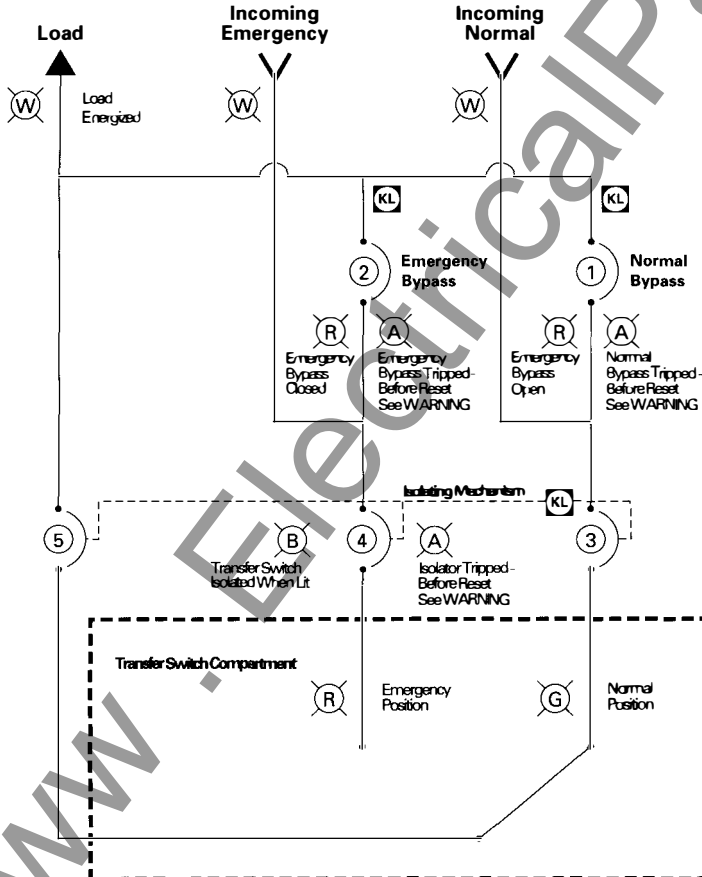 Load
Incoming
Emergency
Incoming
Normal
W
Load
Energized
W
W
KL
KL
2
Emergency
Bypass
1
Normal
Bypass
R
Emergency
Bypass
Closed
A
Emergency
Bypass Tripped -
Before Reset
See WARNING
R
Emergency
Bypass
Open
A
Normal
Bypass Tripped -
Before Reset
See WARNING
Isolating Mechanism
KL
5
B
Transfer Switch
Isolated When Lit
4
A
Isolator Tripped -
Before Reset
See WARNING
3
Transfer Switch Compartment
R
Emergency
Position
G
Normal
Position
www . ElectricalPa